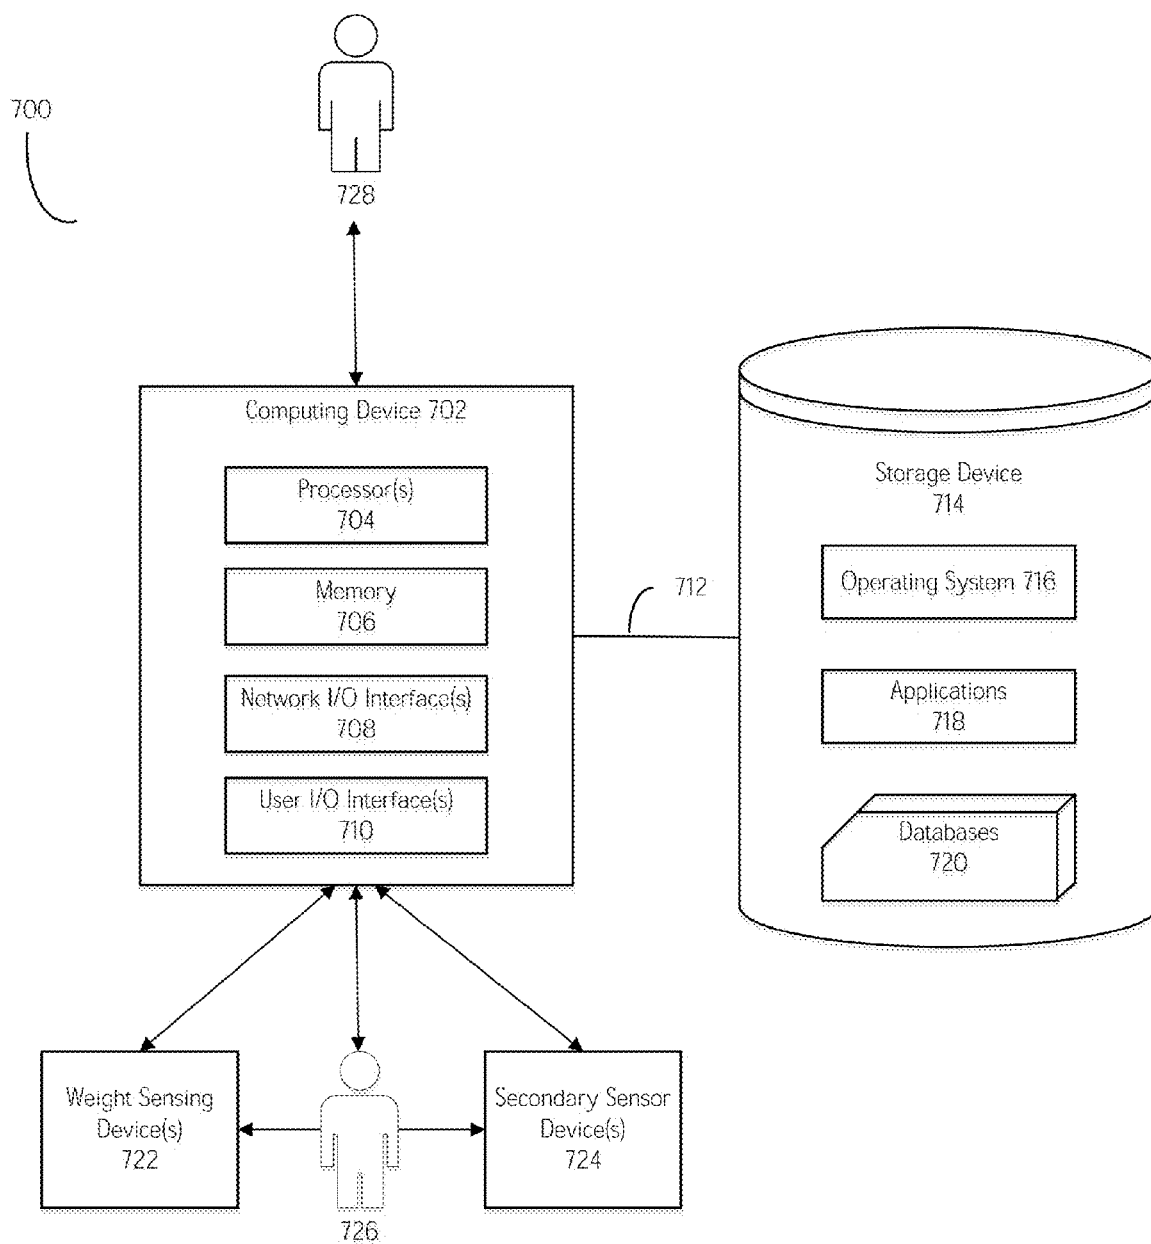 700
728
Computing Device 702
Processor(s)
704
Memory
706
Network I/O Interface(s)
708
User I/O Interface(s)
710
712
Storage Device
714
Operating System 716
Applications
718
Databases
720
Weight Sensing
Device(s)
722
726
Secondary Sensor
Device(s)
724